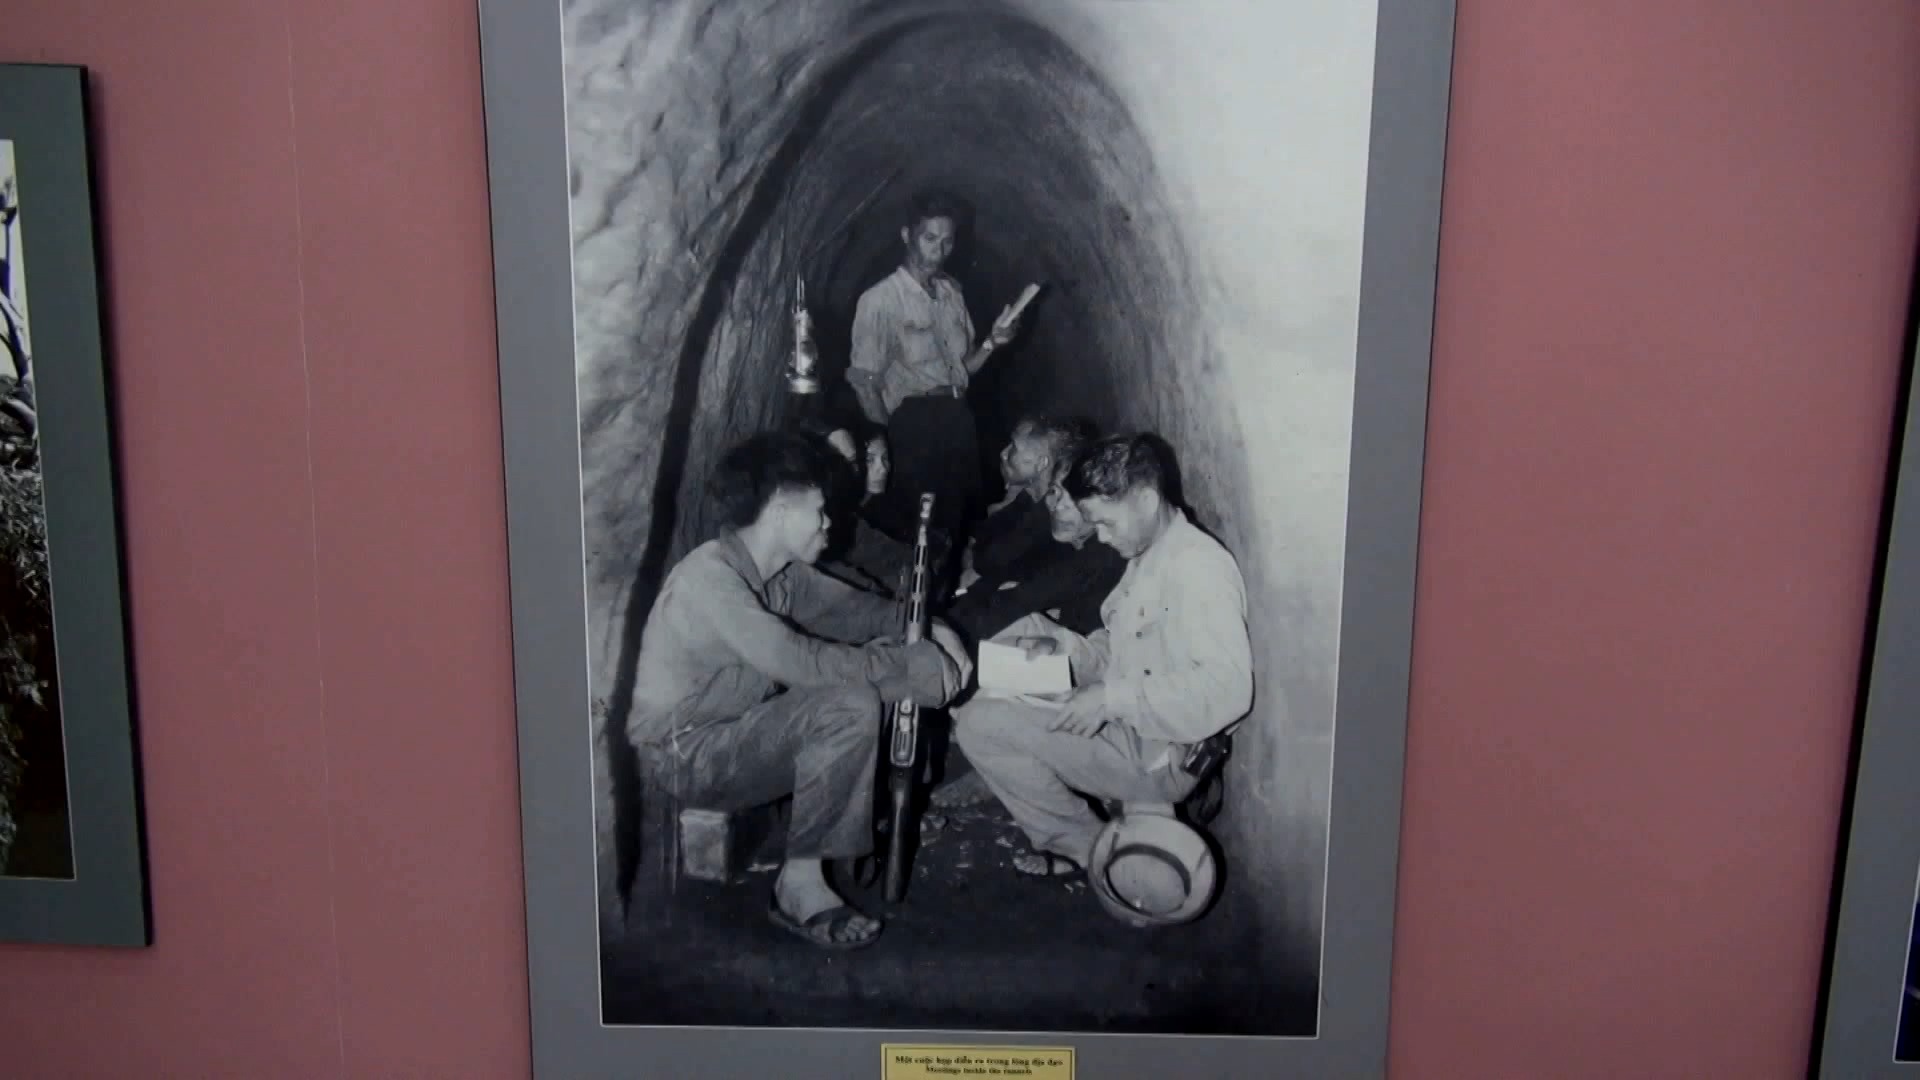 Một cuộc họp diễn ra trong lòng địa đạo
Meetings inside the tunnels